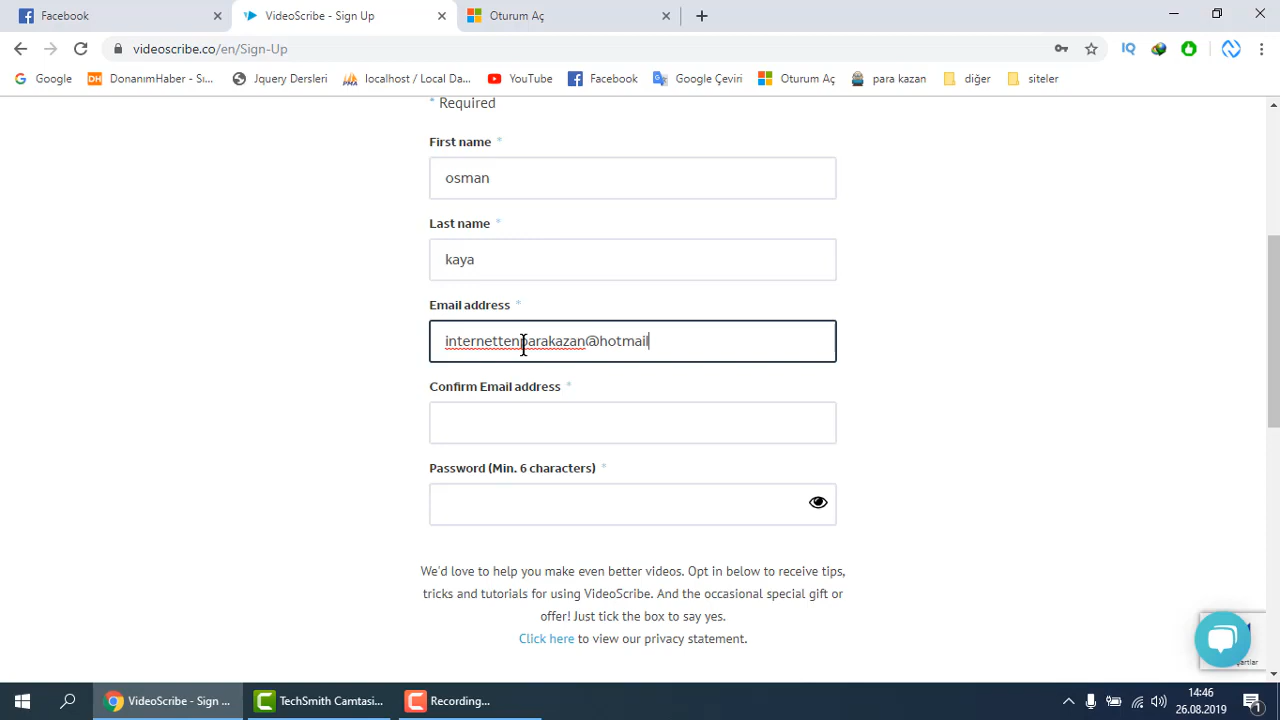 Facebook
VideoScribe - Sign Up
Oturum Aç
videoscribe.co/en/Sign-Up
IQ
Google
DonanımHaber - Sı...
Jquery Dersleri
localhost / Local Da...
YouTube
Facebook
Google Çeviri
Oturum Aç
para kazan
diğer
siteler
* Required
First name *
osman
Last name *
kaya
Email address *
internettenparakazan@hotmail
Confirm Email address *
Password (Min. 6 characters) *
We'd love to help you make even better videos. Opt in below to receive tips,
tricks and tutorials for using VideoScribe. And the occasional special gift or
offer! Just tick the box to say yes.
Click here to view our privacy statement.
VideoScribe - Sign ...
TechSmith Camtasi...
Recording...
14:46
26.08.2019
1